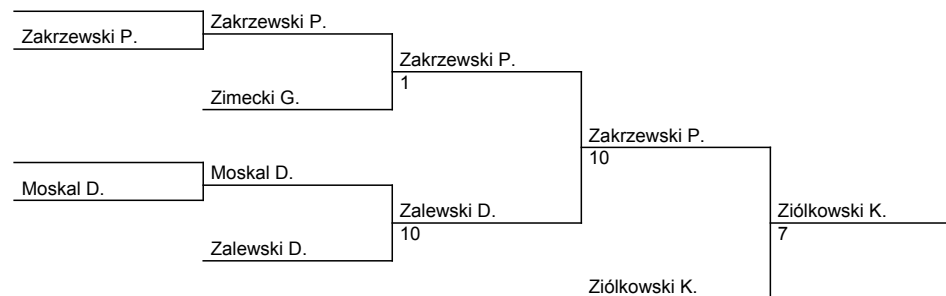 Zakrzewski P.
Zakrzewski P.
Zakrzewski P.
1
Zimecki G.
Zakrzewski P.
10
Moskal D.
Moskal D.
Zalewski D.
10
Ziólkowski K.
7
Zalewski D.
Ziólkowski K.